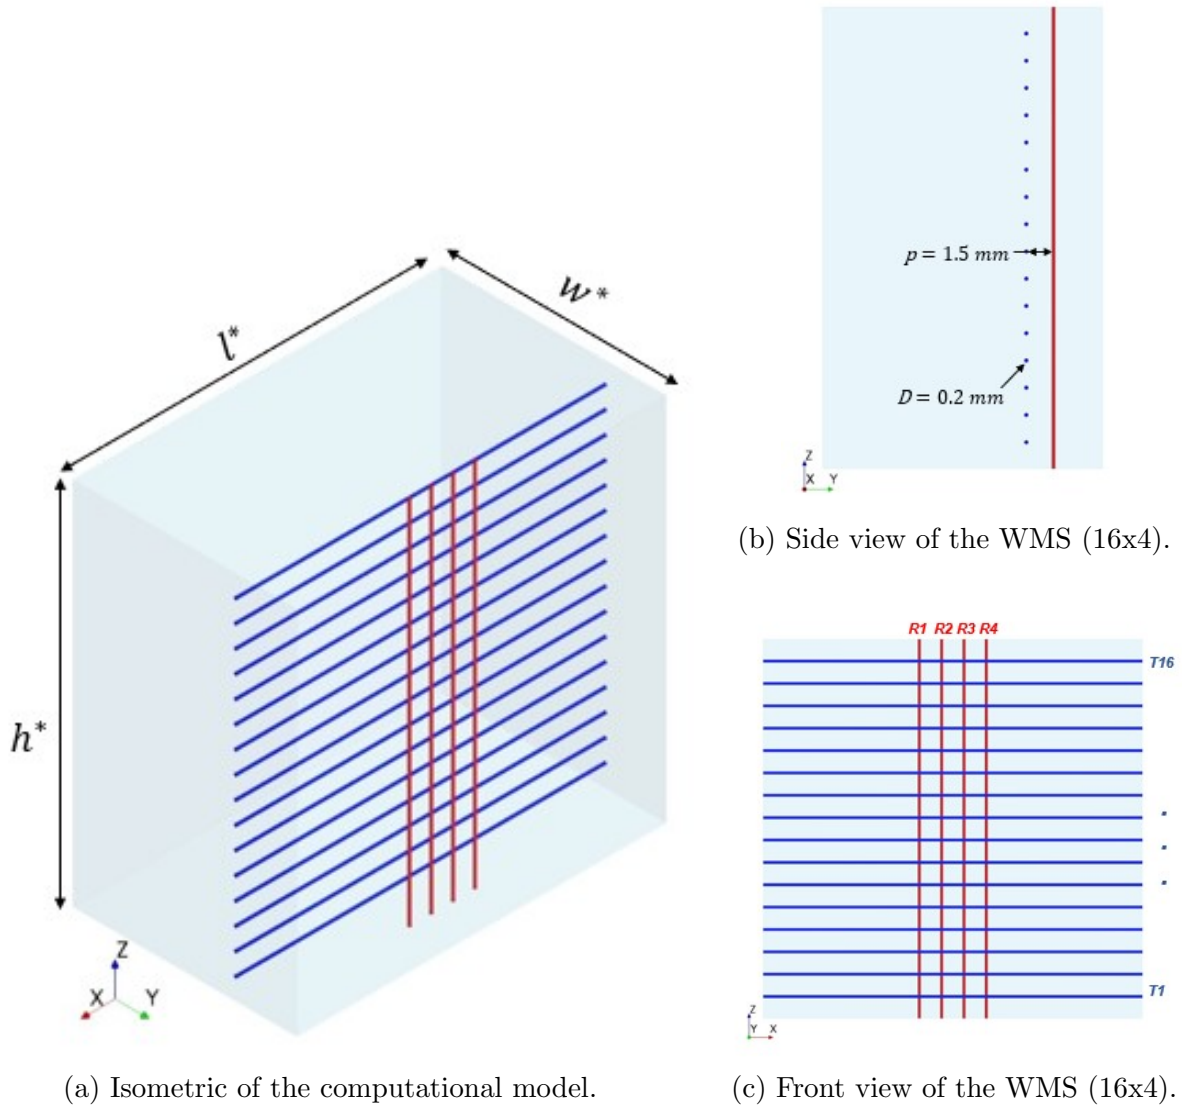 l*
w*
h*
Z
X
Y
(a) Isometric of the computational model.
p = 1.5 mm
D = 0.2 mm
Z
X Y
(b) Side view of the WMS (16x4).
R1 R2 R3 R4
T16
T1
Z
Y X
(c) Front view of the WMS (16x4).